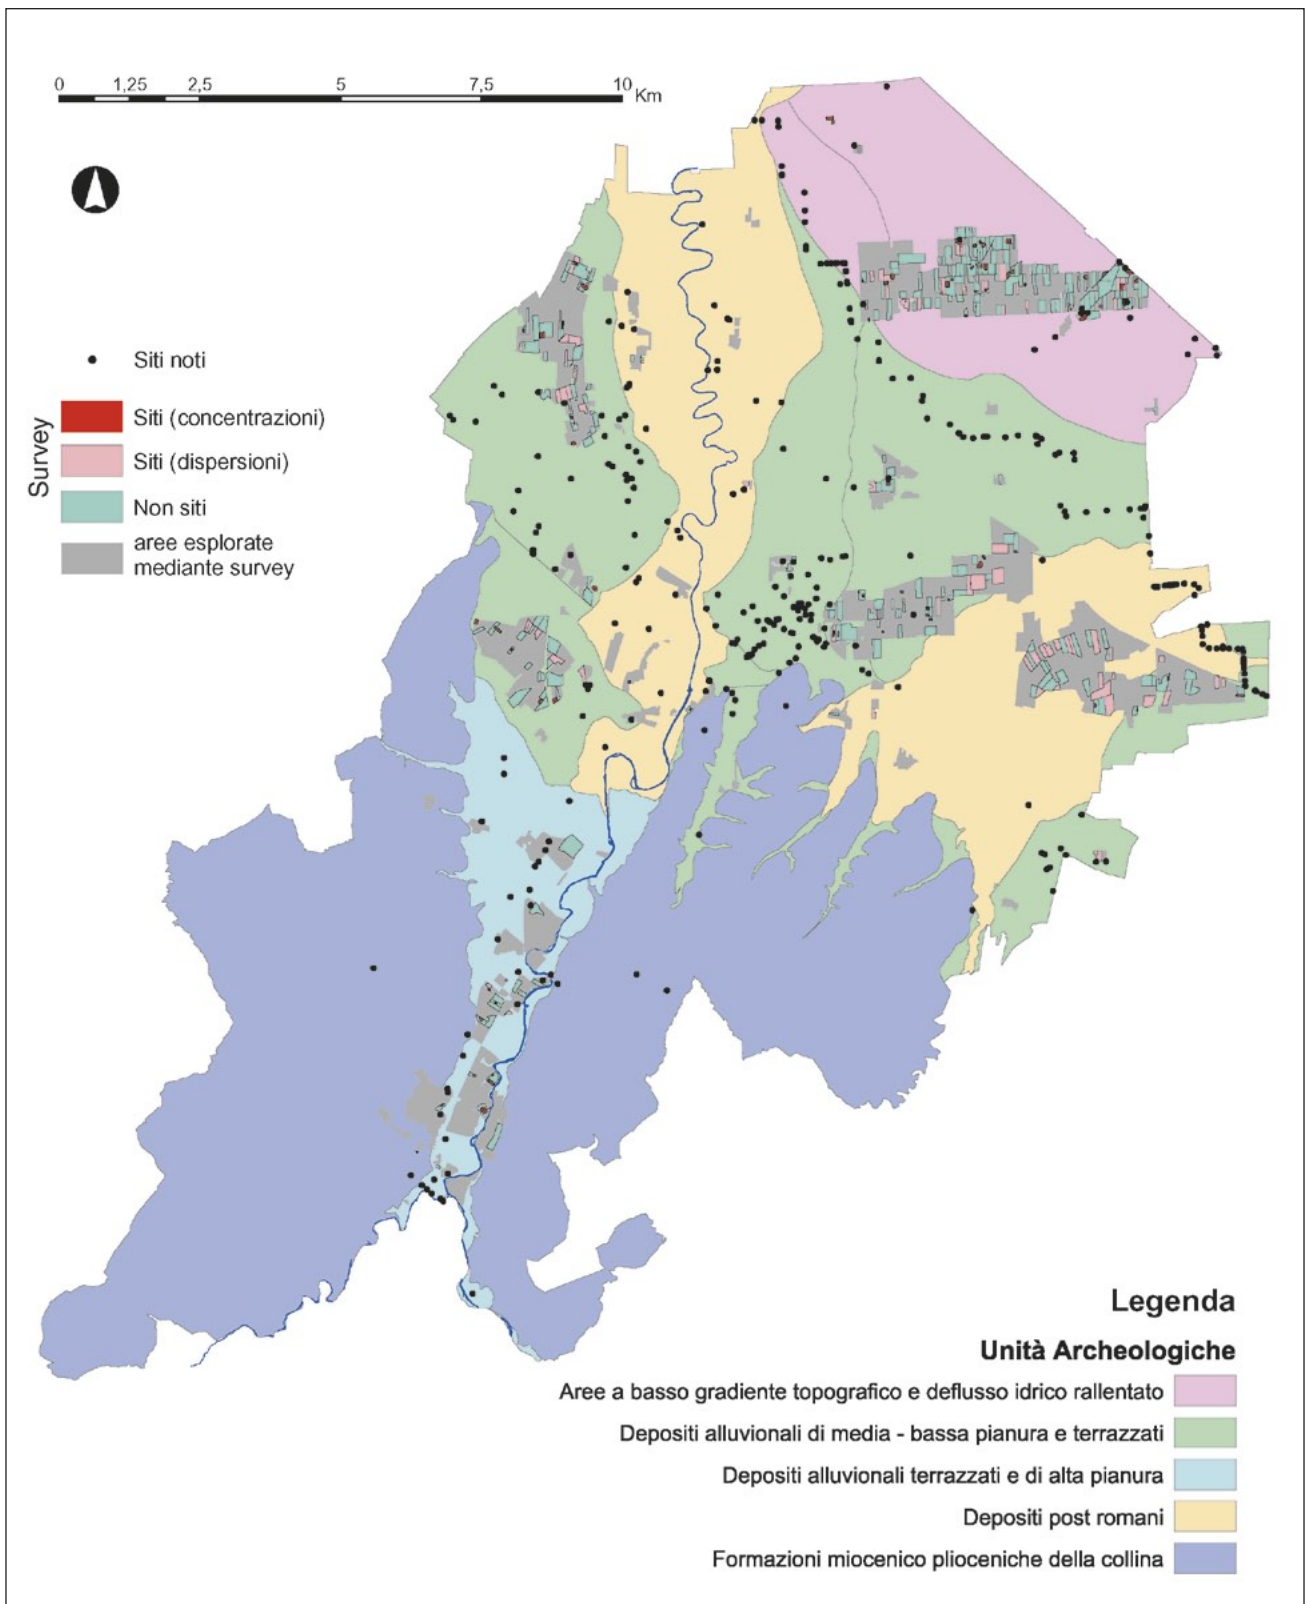 0 1,25 2,5 5 7,5 10 Km
Siti noti
Survey
Siti (concentrazioni)
Siti (dispersioni)
Non siti
aree esplorate
mediante survey
Legenda
Unità Archeologiche
Aree a basso gradiente topografico e deflusso idrico rallentato
Depositi alluvionali di media - bassa pianura e terrazzati
Depositi alluvionali terrazzati e di alta pianura
Depositi post romani
Formazioni miocenico plioceniche della collina